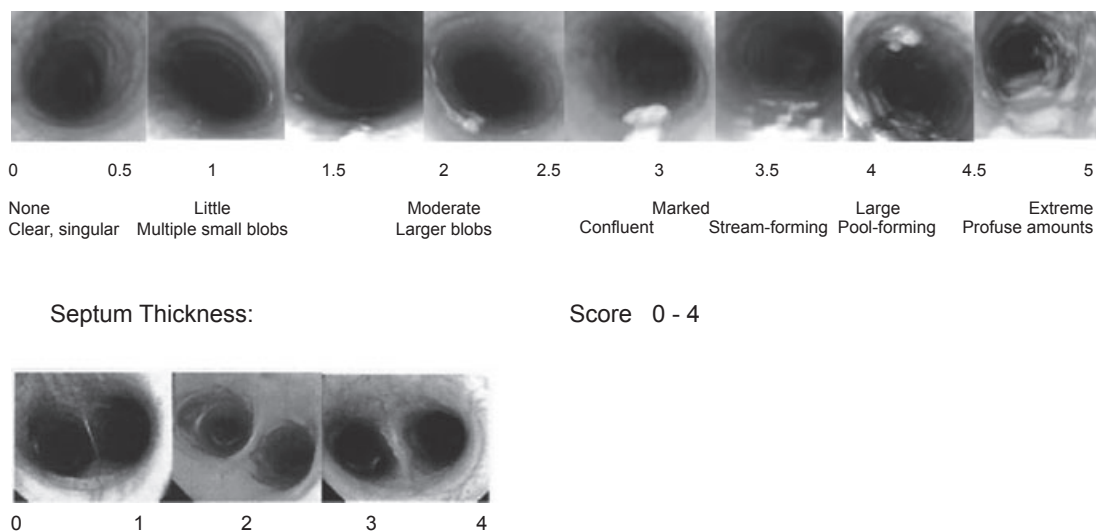 0 0.5 1 1.5 2 2.5 3 3.5 4 4.5 5
None Little Moderate Marked Large Extreme
Clear, singular Multiple small blobs Larger blobs Confluent Stream-forming Pool-forming Profuse amounts
Septum Thickness: Score 0 - 4
0 1 2 3 4